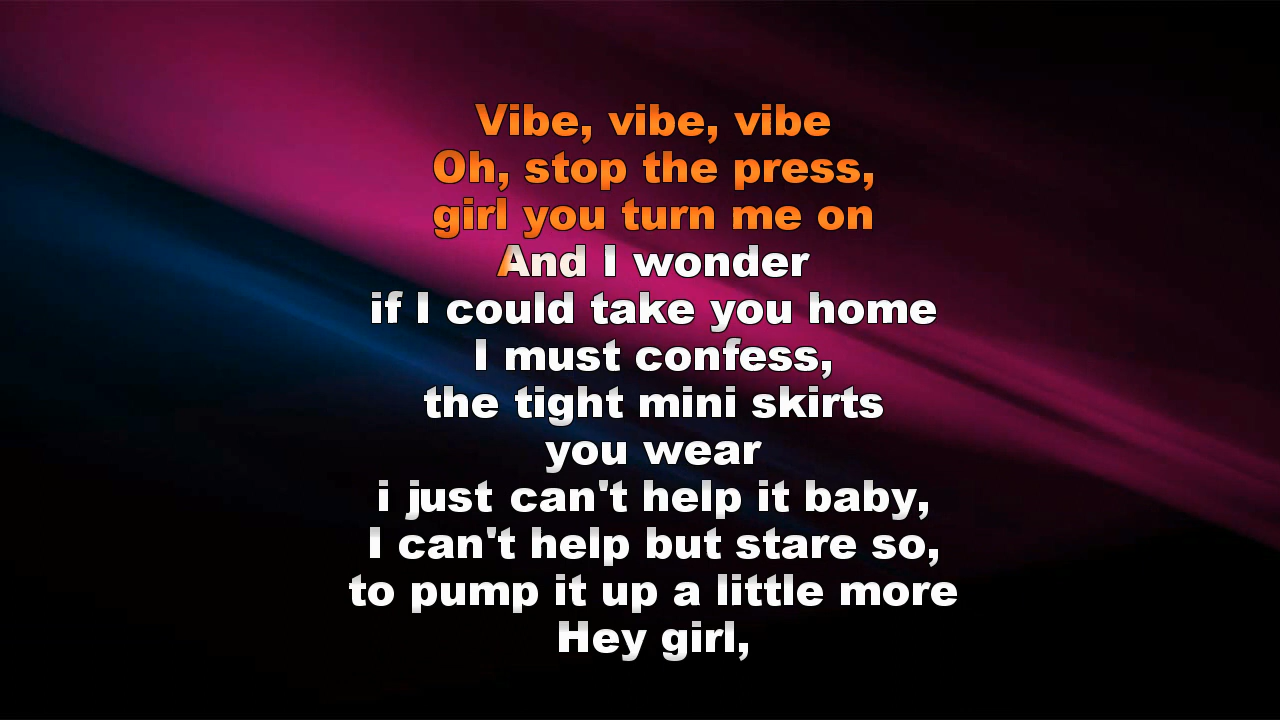 Vibe, vibe, vibe
Oh, stop the press,
girl you turn me on
And I wonder
if I could take you home
I must confess,
the tight mini skirts
you wear
i just can't help it baby,
I can't help but stare so,
to pump it up a little more
Hey girl,